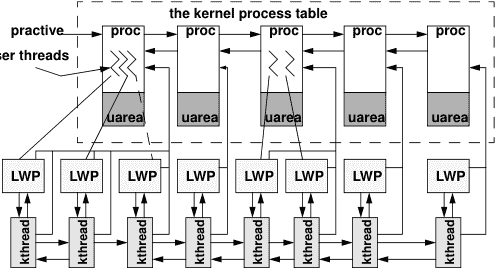 the kernel process table
practive
proc proc proc proc proc
ser threads
uarea uarea uarea uarea uarea
LWP LWP LWP LWP LWP LWP LWP LWP
kthread kthread kthread kthread kthread kthread kthread kthread